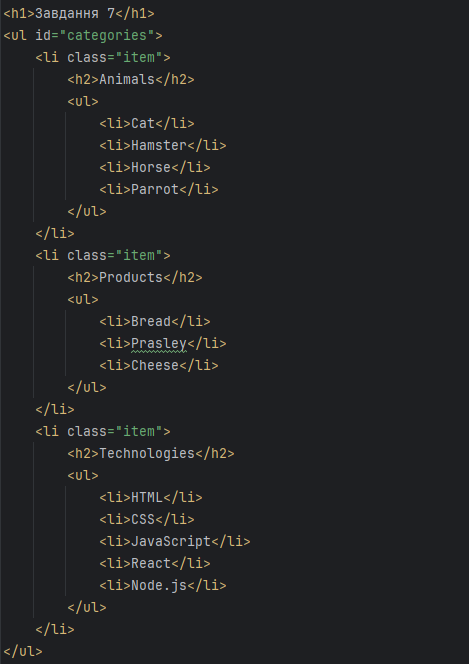 <h1>Завдання 7</h1>
<ul id="categories">
    <li class="item">
        <h2>Animals</h2>
        <ul>
            <li>Cat</li>
            <li>Hamster</li>
            <li>Horse</li>
            <li>Parrot</li>
        </ul>
    </li>
    <li class="item">
        <h2>Products</h2>
        <ul>
            <li>Bread</li>
            <li>Prasley</li>
            <li>Cheese</li>
        </ul>
    </li>
    <li class="item">
        <h2>Technologies</h2>
        <ul>
            <li>HTML</li>
            <li>CSS</li>
            <li>JavaScript</li>
            <li>React</li>
            <li>Node.js</li>
        </ul>
    </li>
</ul>